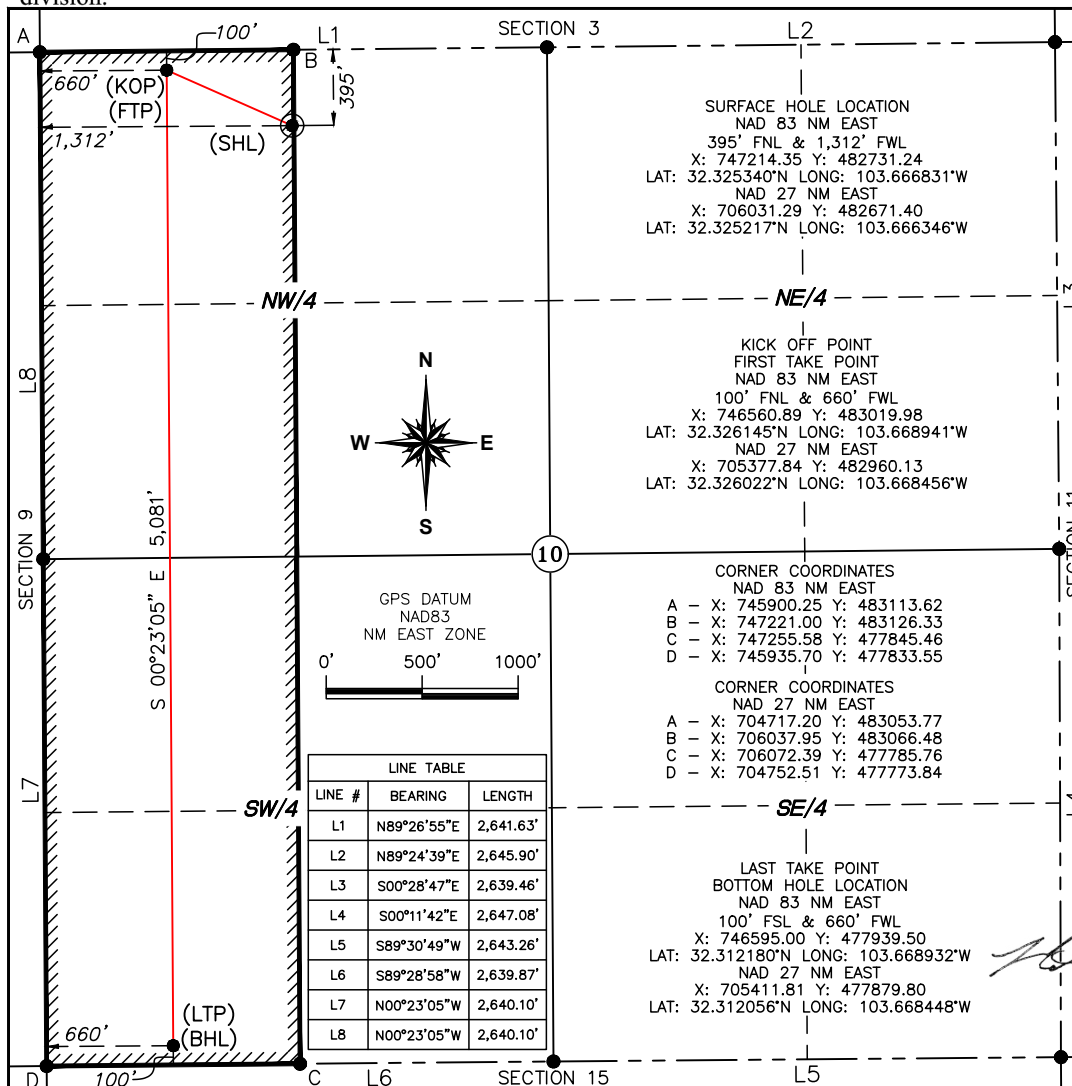 division.
A
100'
L1
SECTION 3
L2
B
660'
(KOP)
(FTP)
395'
1,312'
(SHL)
SURFACE HOLE LOCATION
NAD 83 NM EAST
395' FNL & 1,312' FWL
X: 747214.35 Y: 482731.24
LAT: 32.325340°N LONG: 103.666831°W
NAD 27 NM EAST
X: 706031.29 Y: 482671.40
LAT: 32.325217°N LONG: 103.666346°W
NW/4
NE/4
L3
KICK OFF POINT
FIRST TAKE POINT
NAD 83 NM EAST
100' FNL & 660' FWL
X: 746560.89 Y: 483019.98
LAT: 32.326145°N LONG: 103.668941°W
NAD 27 NM EAST
X: 705377.84 Y: 482960.13
LAT: 32.326022°N LONG: 103.668456°W
L8
N
W
E
S
S 00°23'05" E 5,081'
SECTION 9
10
SECTION 11
GPS DATUM
NAD83
NM EAST ZONE
0' 500' 1000'
CORNER COORDINATES
NAD 83 NM EAST
A - X: 745900.25 Y: 483113.62
B - X: 747221.00 Y: 483126.33
C - X: 747255.58 Y: 477845.46
D - X: 745935.70 Y: 477833.55
CORNER COORDINATES
NAD 27 NM EAST
A - X: 704717.20 Y: 483053.77
B - X: 706037.95 Y: 483066.48
C - X: 706072.39 Y: 477785.76
D - X: 704752.51 Y: 477773.84
L7
SW/4
SE/4
L4
LINE TABLE
LINE # BEARING LENGTH
L1 N89°26'55"E 2,641.63'
L2 N89°24'39"E 2,645.90'
L3 S00°28'47"E 2,639.46'
L4 S00°11'42"E 2,647.08'
L5 S89°30'49"W 2,643.26'
L6 S89°28'58"W 2,639.87'
L7 N00°23'05"W 2,640.10'
L8 N00°23'05"W 2,640.10'
LAST TAKE POINT
BOTTOM HOLE LOCATION
NAD 83 NM EAST
100' FSL & 660' FWL
X: 746595.00 Y: 477939.50
LAT: 32.312180°N LONG: 103.668932°W
NAD 27 NM EAST
X: 705411.81 Y: 477879.80
LAT: 32.312056°N LONG: 103.668448°W
660'
(LTP)
(BHL)
D
100'
C
L6
SECTION 15
L5